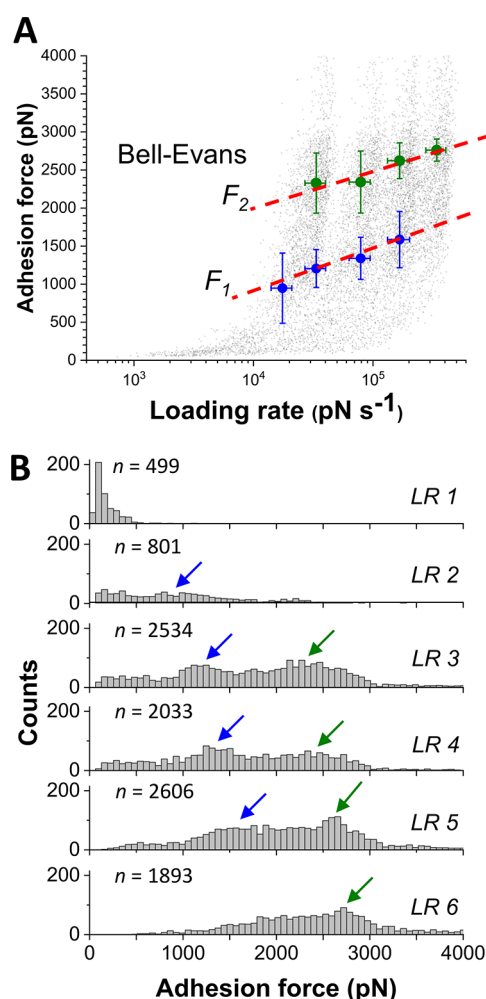 A
Adhesion force (pN)
4000
3500
3000
2500
2000
1500
1000
500
0
Bell-Evans
F2
F1
10³ 10⁴ 10⁵
Loading rate (pN s⁻¹)
B
Counts
200
0
n = 499
LR 1
200
0
n = 801
LR 2
200
0
n = 2534
LR 3
200
0
n = 2033
LR 4
200
0
n = 2606
LR 5
200
0
n = 1893
LR 6
0 1000 2000 3000 4000
Adhesion force (pN)